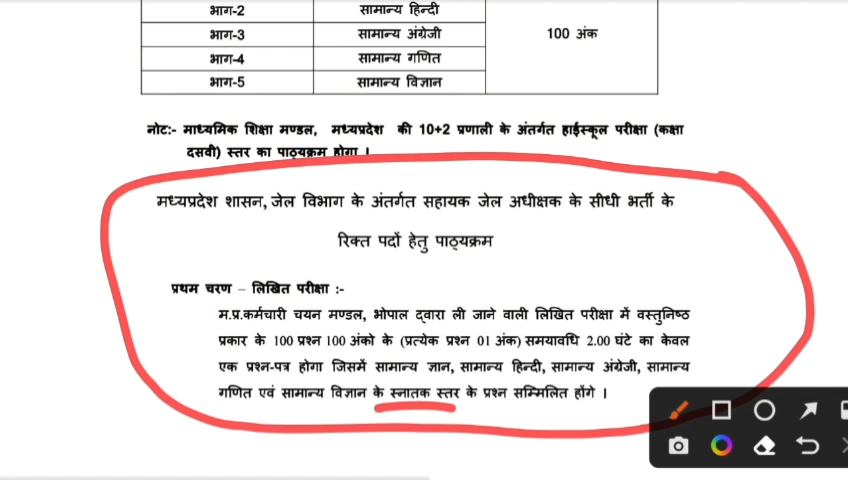 भाग-2 सामान्य हिन्दी
भाग-3 सामान्य अंग्रेजी 100 अंक
भाग-4 सामान्य गणित
भाग-5 सामान्य विज्ञान
नोटः- माध्यमिक शिक्षा मण्डल, मध्यप्रदेश की 10+2 प्रणाली के अंतर्गत हाईस्कूल परीक्षा (कक्षा
दसवी) स्तर का पाठ्यक्रम होगा ।
मध्यप्रदेश शासन, जेल विभाग के अंतर्गत सहायक जेल अधीक्षक के सीधी भर्ती के
रिक्त पदों हेतु पाठ्यक्रम
प्रथम चरण – लिखित परीक्षा :-
म.प्र.कर्मचारी चयन मण्डल, भोपाल द्वारा ली जाने वाली लिखित परीक्षा में वस्तुनिष्ठ
प्रकार के 100 प्रश्न 100 अंको के (प्रत्येक प्रश्न 01 अंक) समयावधि 2.00 घंटे का केवल
एक प्रश्न-पत्र होगा जिसमें सामान्य ज्ञान, सामान्य हिन्दी, सामान्य अंग्रेजी, सामान्य
गणित एवं सामान्य विज्ञान के स्नातक स्तर के प्रश्न सम्मिलित होंगे ।